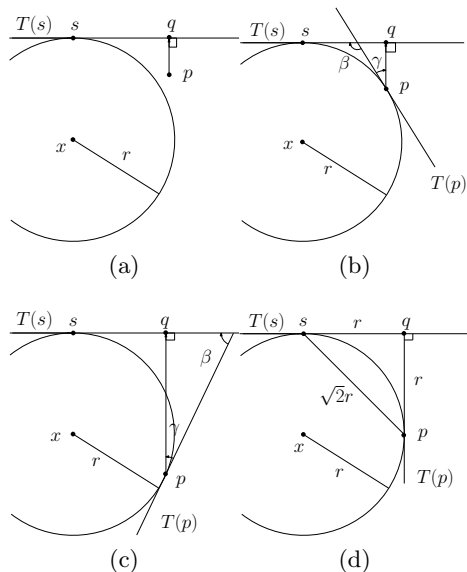 T(s) s q
p
x r
(a)
T(s) s q
β γ
p
x r
T(p)
(b)
T(s) s q
β
γ
x r p
T(p)
(c)
T(s) s r q
r
√2r
p
x r T(p)
(d)